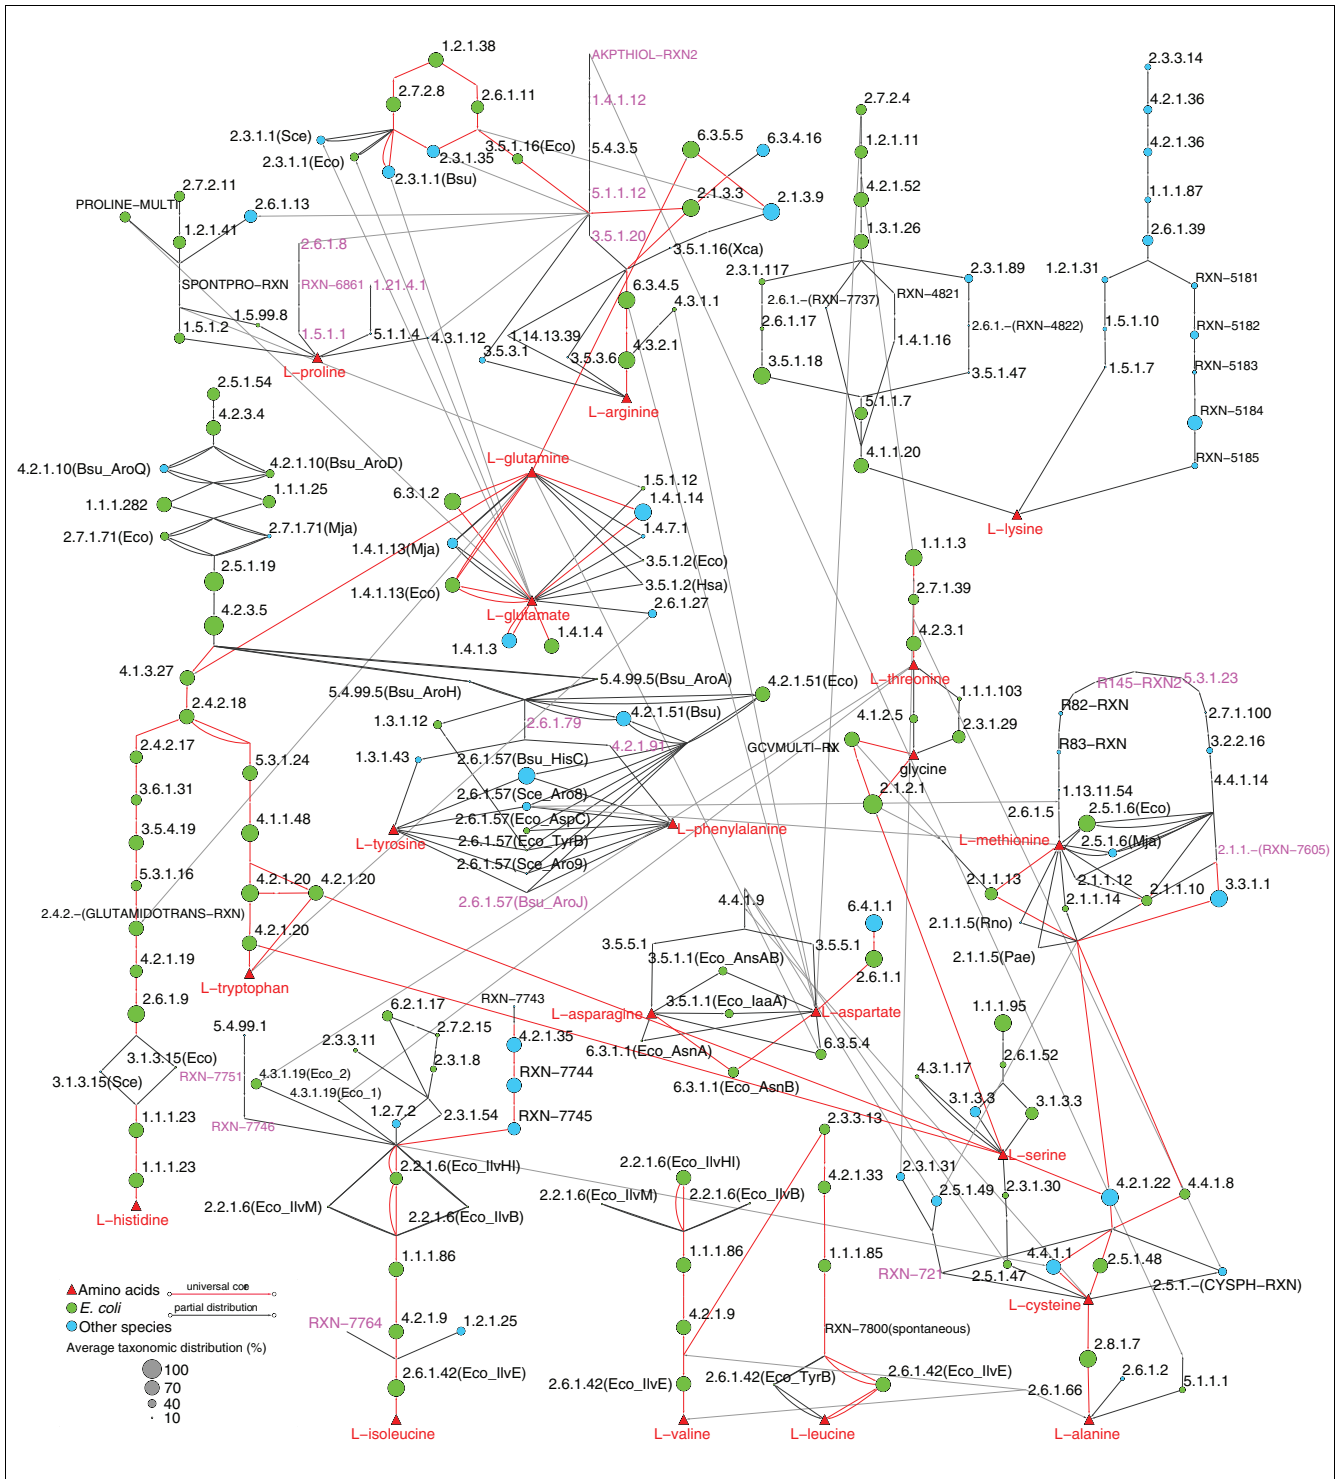 1.2.1.38
AKPTHIOL−RXN2
2.3.3.14
2.7.2.8
2.6.1.11
1.4.1.12
2.7.2.4
4.2.1.36
2.3.1.1(Sce)
3.5.1.16(Eco)
5.4.3.5
6.3.5.5
6.3.4.16
1.2.1.11
4.2.1.36
2.3.1.1(Eco)
2.3.1.35
2.3.1.1(Bsu)
5.1.1.12
2.1.3.3
2.1.3.9
4.2.1.52
1.1.1.87
2.7.2.11
PROLINE−MULTI
2.6.1.13
1.2.1.41
2.6.1.8
3.5.1.20
3.5.1.16(Xca)
1.3.1.26
2.6.1.39
SPONTPRO−RXN
RXN−6861
1.21.4.1
6.3.4.5
4.3.1.1
2.3.1.117
2.6.1.−(RXN−7737)
RXN−4821
2.3.1.89
1.2.1.31
RXN−5181
1.5.99.8
1.5.1.2
1.5.1.1
5.1.1.4
4.3.1.12
1.14.13.39
3.5.3.1
3.5.3.6
4.3.2.1
2.6.1.17
1.4.1.16
2.6.1.−(RXN−4822)
1.5.1.10
RXN−5182
L−proline
3.5.1.18
3.5.1.47
1.5.1.7
RXN−5183
2.5.1.54
L−arginine
5.1.1.7
RXN−5184
4.2.3.4
4.2.1.10(Bsu_AroQ)
4.2.1.10(Bsu_AroD)
L−glutamine
4.1.1.20
RXN−5185
1.1.1.282
1.1.1.25
6.3.1.2
1.5.1.12
1.4.1.14
L−lysine
2.7.1.71(Eco)
2.7.1.71(Mja)
1.4.1.13(Mja)
1.4.7.1
1.1.1.3
2.5.1.19
1.4.1.13(Eco)
3.5.1.2(Eco)
3.5.1.2(Hsa)
2.7.1.39
4.2.3.5
L−glutamate
2.6.1.27
1.4.1.3
1.4.1.4
4.2.3.1
4.1.3.27
5.4.99.5(Bsu_AroH)
5.4.99.5(Bsu_AroA)
4.2.1.51(Eco)
L−threonine
R145−RXN2
5.3.1.23
2.4.2.18
1.3.1.12
2.6.1.79
4.2.1.51(Bsu)
4.1.2.5
1.1.1.103
2.3.1.29
R82−RXN
2.7.1.100
2.4.2.17
5.3.1.24
1.3.1.43
4.2.1.91
2.6.1.57(Bsu_HisC)
glycine
R83−RXN
3.2.2.16
3.6.1.31
2.6.1.57(Sce_Aro8)
2.1.2.1
1.13.11.54
4.4.1.14
3.5.4.19
4.1.1.48
2.6.1.57(Eco_AspC)
L−phenylalanine
2.6.1.5
2.5.1.6(Eco)
L−tyrosine
2.6.1.57(Eco_TyrB)
L−methionine
2.5.1.6(Mja)
2.1.1.−(RXN−7605)
5.3.1.16
4.2.1.20
4.2.1.20
2.6.1.57(Sce_Aro9)
2.1.1.13
2.1.1.12
2.1.1.10
3.3.1.1
2.4.2.−(GLUTAMIDOTRANS−RXN)
2.6.1.57(Bsu_AroJ)
4.4.1.9
6.4.1.1
2.1.1.5(Rno)
2.1.1.14
4.2.1.20
3.5.5.1
3.5.5.1
2.1.1.5(Pae)
4.2.1.19
L−tryptophan
3.5.1.1(Eco_AnsAB)
2.6.1.1
2.6.1.9
6.2.1.17
RXN−7743
3.5.1.1(Eco_IaaA)
L−asparagine
L−aspartate
1.1.1.95
5.4.99.1
2.3.3.11
2.7.2.15
4.2.1.35
6.3.1.1(Eco_AsnA)
6.3.5.4
2.6.1.52
3.1.3.15(Eco)
3.1.3.15(Sce)
RXN−7751
4.3.1.19(Eco_2)
2.3.1.8
RXN−7744
6.3.1.1(Eco_AsnB)
4.3.1.17
4.3.1.19(Eco_1)
3.1.3.3
3.1.3.3
1.1.1.23
RXN−7746
1.2.7.2
2.3.1.54
RXN−7745
2.3.3.13
L−serine
1.1.1.23
2.2.1.6(Eco_IlvHI)
2.2.1.6(Eco_IlvHI)
4.2.1.33
2.3.1.31
2.3.1.30
4.2.1.22
4.4.1.8
2.2.1.6(Eco_IlvM)
2.2.1.6(Eco_IlvB)
2.2.1.6(Eco_IlvM)
2.2.1.6(Eco_IlvB)
2.5.1.49
L−histidine
1.1.1.86
1.1.1.86
1.1.1.85
RXN−721
2.5.1.47
4.4.1.1
2.5.1.48
2.5.1.−(CYSPH−RXN)
L−cysteine
Amino acids
universal core
E. coli
partial distribution
Other species
RXN−7764
4.2.1.9
1.2.1.25
4.2.1.9
RXN−7800(spontaneous)
Average taxonomic distribution (%)
2.8.1.7
100
70
40
10
2.6.1.42(Eco_IlvE)
2.6.1.42(Eco_IlvE)
2.6.1.42(Eco_TyrB)
2.6.1.42(Eco_IlvE)
2.6.1.66
2.6.1.2
5.1.1.1
L−isoleucine
L−valine
L−leucine
L−alanine